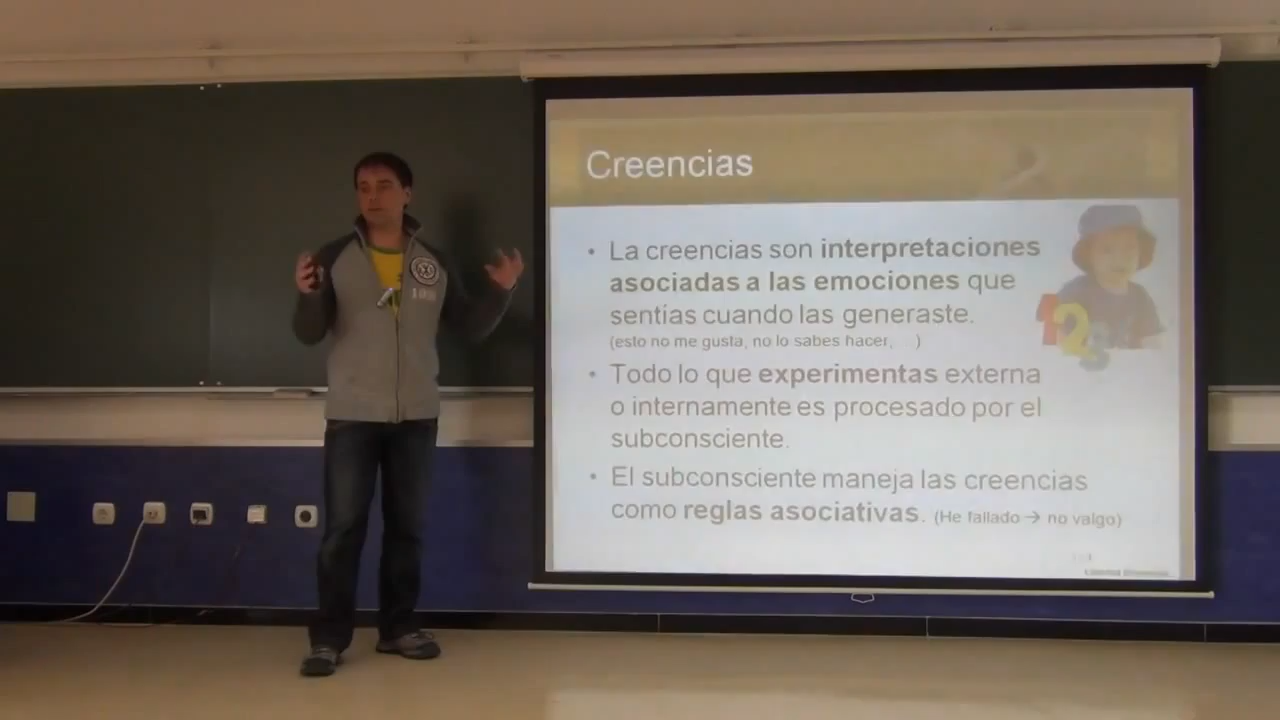 Creencias
• La creencias son interpretaciones
asociadas a las emociones que
sentias cuando las generaste.
(esto no me gusta, no lo sabes hacer, ...)
• Todo lo que experimentas externa
o internamente es procesado por el
subconsciente.
• El subconsciente maneja las creencias
como reglas asociativas. (He fallado → no valgo)
123